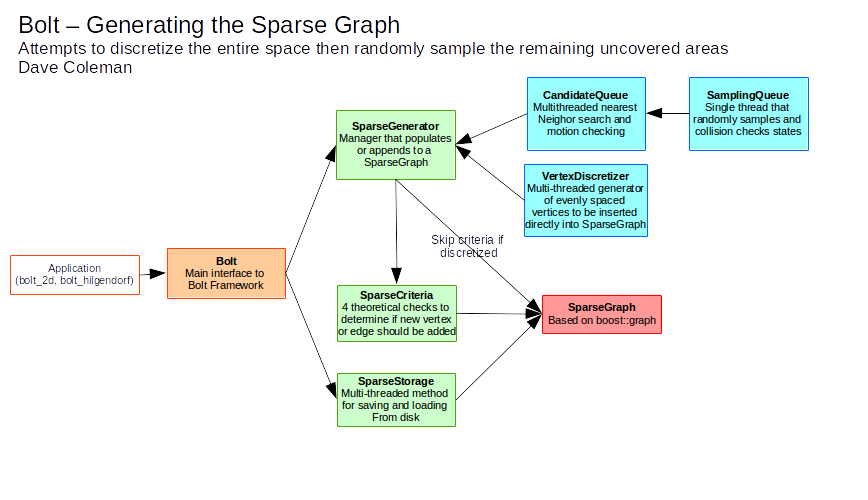 Bolt – Generating the Sparse Graph
Attempts to discretize the entire space then randomly sample the remaining uncovered areas
Dave Coleman
CandidateQueue
Multithreaded nearest
Neighor search and
motion checking
SamplingQueue
Single thread that
randomly samples and
collision checks states
SparseGenerator
Manager that populates
or appends to a
SparseGraph
VertexDiscretizer
Multi-threaded generator
of evenly spaced
vertices to be inserted
directly into SparseGraph
Skip criteria if
discretized
Application
(bolt_2d, bolt_hilgendorf)
Bolt
Main interface to
Bolt Framework
SparseCriteria
4 theoretical checks to
determine if new vertex
or edge should be added
SparseGraph
Based on boost::graph
SparseStorage
Multi-threaded method
for saving and loading
From disk